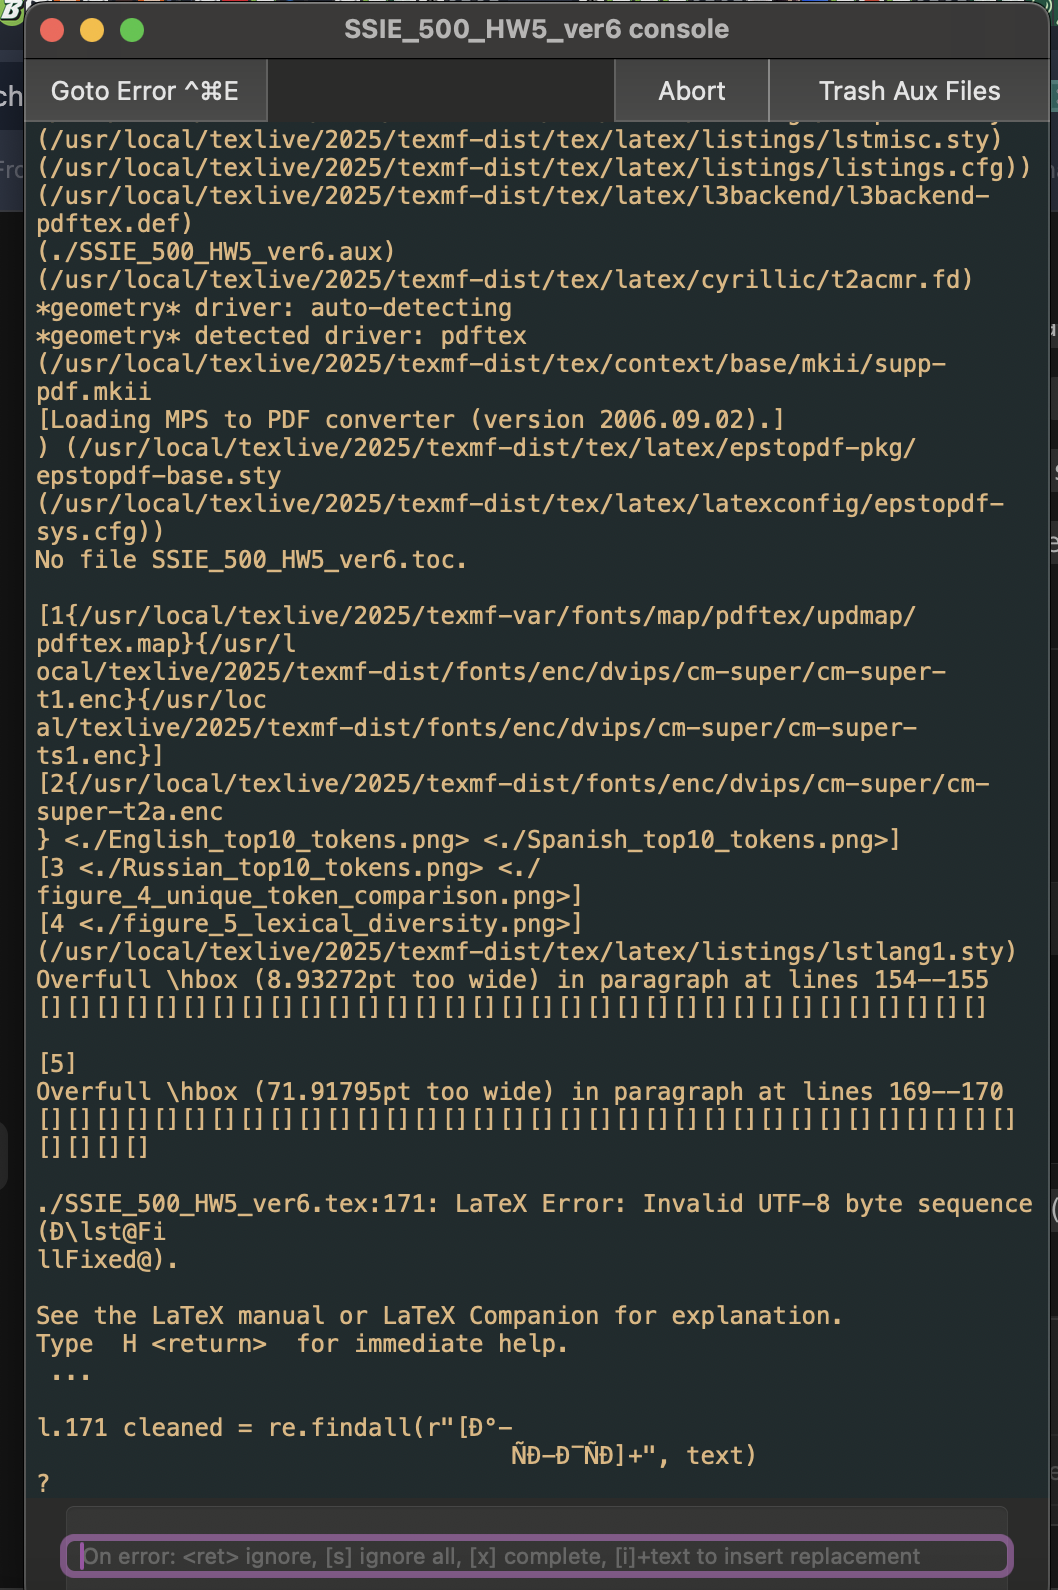 SSIE_500_HW5_ver6 console
Goto Error ^⌘E
Abort
Trash Aux Files
(/usr/local/texlive/2025/texmf-dist/tex/latex/listings/lstmisc.sty)
(/usr/local/texlive/2025/texmf-dist/tex/latex/listings/listings.cfg))
(/usr/local/texlive/2025/texmf-dist/tex/latex/l3backend/l3backend-
pdftex.def)
(./SSIE_500_HW5_ver6.aux)
(/usr/local/texlive/2025/texmf-dist/tex/latex/cyrillic/t2acmr.fd)
*geometry* driver: auto-detecting
*geometry* detected driver: pdftex
(/usr/local/texlive/2025/texmf-dist/tex/context/base/mkii/supp-
pdf.mkii
[Loading MPS to PDF converter (version 2006.09.02).]
) (/usr/local/texlive/2025/texmf-dist/tex/latex/epstopdf-pkg/
epstopdf-base.sty
(/usr/local/texlive/2025/texmf-dist/tex/latex/latexconfig/epstopdf-
sys.cfg))
No file SSIE_500_HW5_ver6.toc.
[1{/usr/local/texlive/2025/texmf-var/fonts/map/pdftex/updmap/
pdftex.map}{/usr/l
ocal/texlive/2025/texmf-dist/fonts/enc/dvips/cm-super/cm-super-
t1.enc}{/usr/loc
al/texlive/2025/texmf-dist/fonts/enc/dvips/cm-super/cm-super-
ts1.enc}]
[2{/usr/local/texlive/2025/texmf-dist/fonts/enc/dvips/cm-super/cm-
super-t2a.enc
} <./English_top10_tokens.png> <./Spanish_top10_tokens.png>]
[3 <./Russian_top10_tokens.png> <./
figure_4_unique_token_comparison.png>]
[4 <./figure_5_lexical_diversity.png>]
(/usr/local/texlive/2025/texmf-dist/tex/latex/listings/lstlang1.sty)
Overfull \hbox (8.93272pt too wide) in paragraph at lines 154--155
[][][][][][][][][][][][][][][][][][][][][][][][][][][][][][][][][]
[5]
Overfull \hbox (71.91795pt too wide) in paragraph at lines 169--170
[][][][][][][][][][][][][][][][][][][][][][][][][][][][][][][][][][]
[][][][]
./SSIE_500_HW5_ver6.tex:171: LaTeX Error: Invalid UTF-8 byte sequence
(Ð\lst@Fi
llFixed@).
See the LaTeX manual or LaTeX Companion for explanation.
Type  H <return>  for immediate help.
...
l.171 cleaned = re.findall(r"[Ð°-
ÑÐ-Ð¯ÑÐ]+", text)
?
On error: <ret> ignore, [s] ignore all, [x] complete, [i]+text to insert replacement